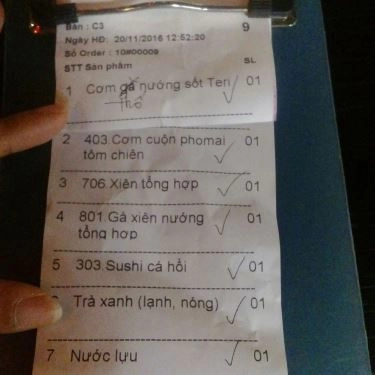 Bàn : C3 9
Ngày HĐ: 20/11/2016 12:52:20
Số Order : 10#00009
STT Sản phẩm SL
1 Cơm gà nướng sốt Teri 01
2 403.Cơm cuộn phomai 01
tôm chiên
3 706.Xiên tổng hợp 01
4 801.Gà xiên nướng 01
tổng hợp
5 303.Sushi cá hồi 01
6 Trà xanh (lạnh, nóng) 01
7 Nước lựu 01